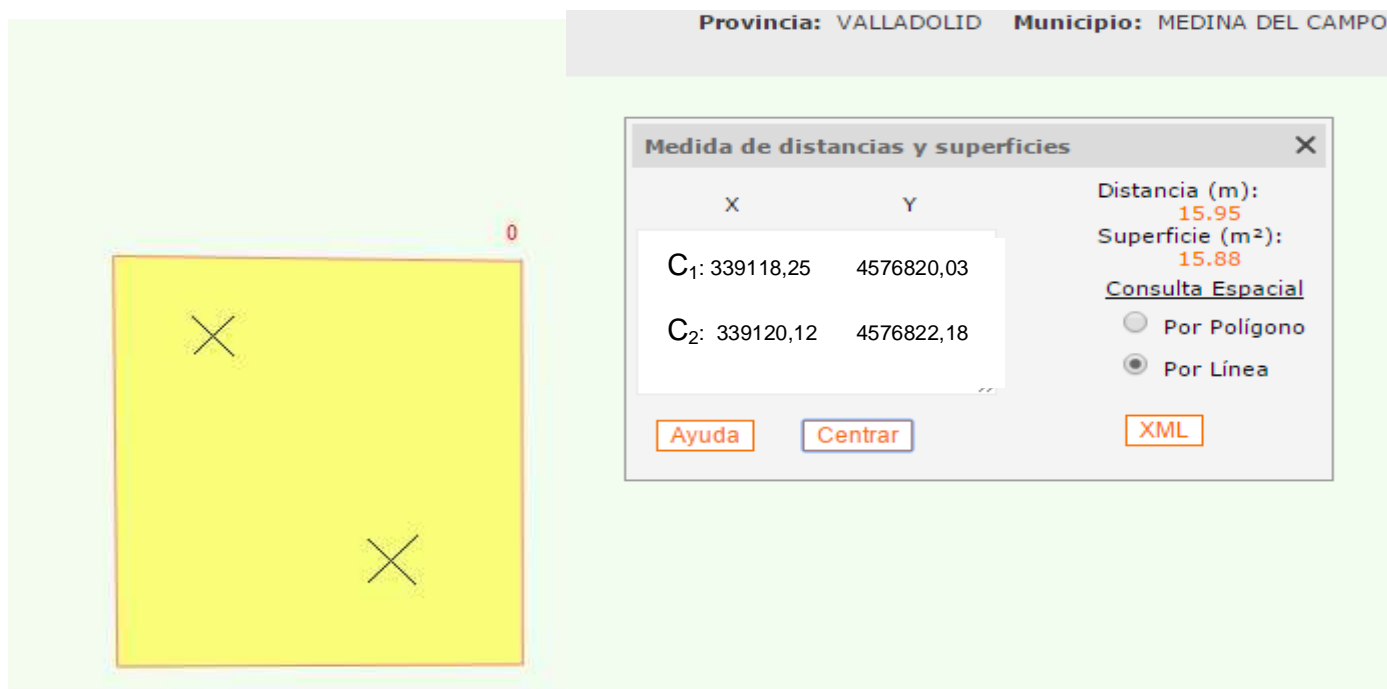 Provincia: VALLADOLID Municipio: MEDINA DEL CAMPO
0
Medida de distancias y superficies
X Y
Distancia (m):
15.95
Superficie (m²):
15.88
C₁: 339118,25 4576820,03
C₂: 339120,12 4576822,18
Consulta Espacial
Por Polígono
Por Línea
Ayuda Centrar XML